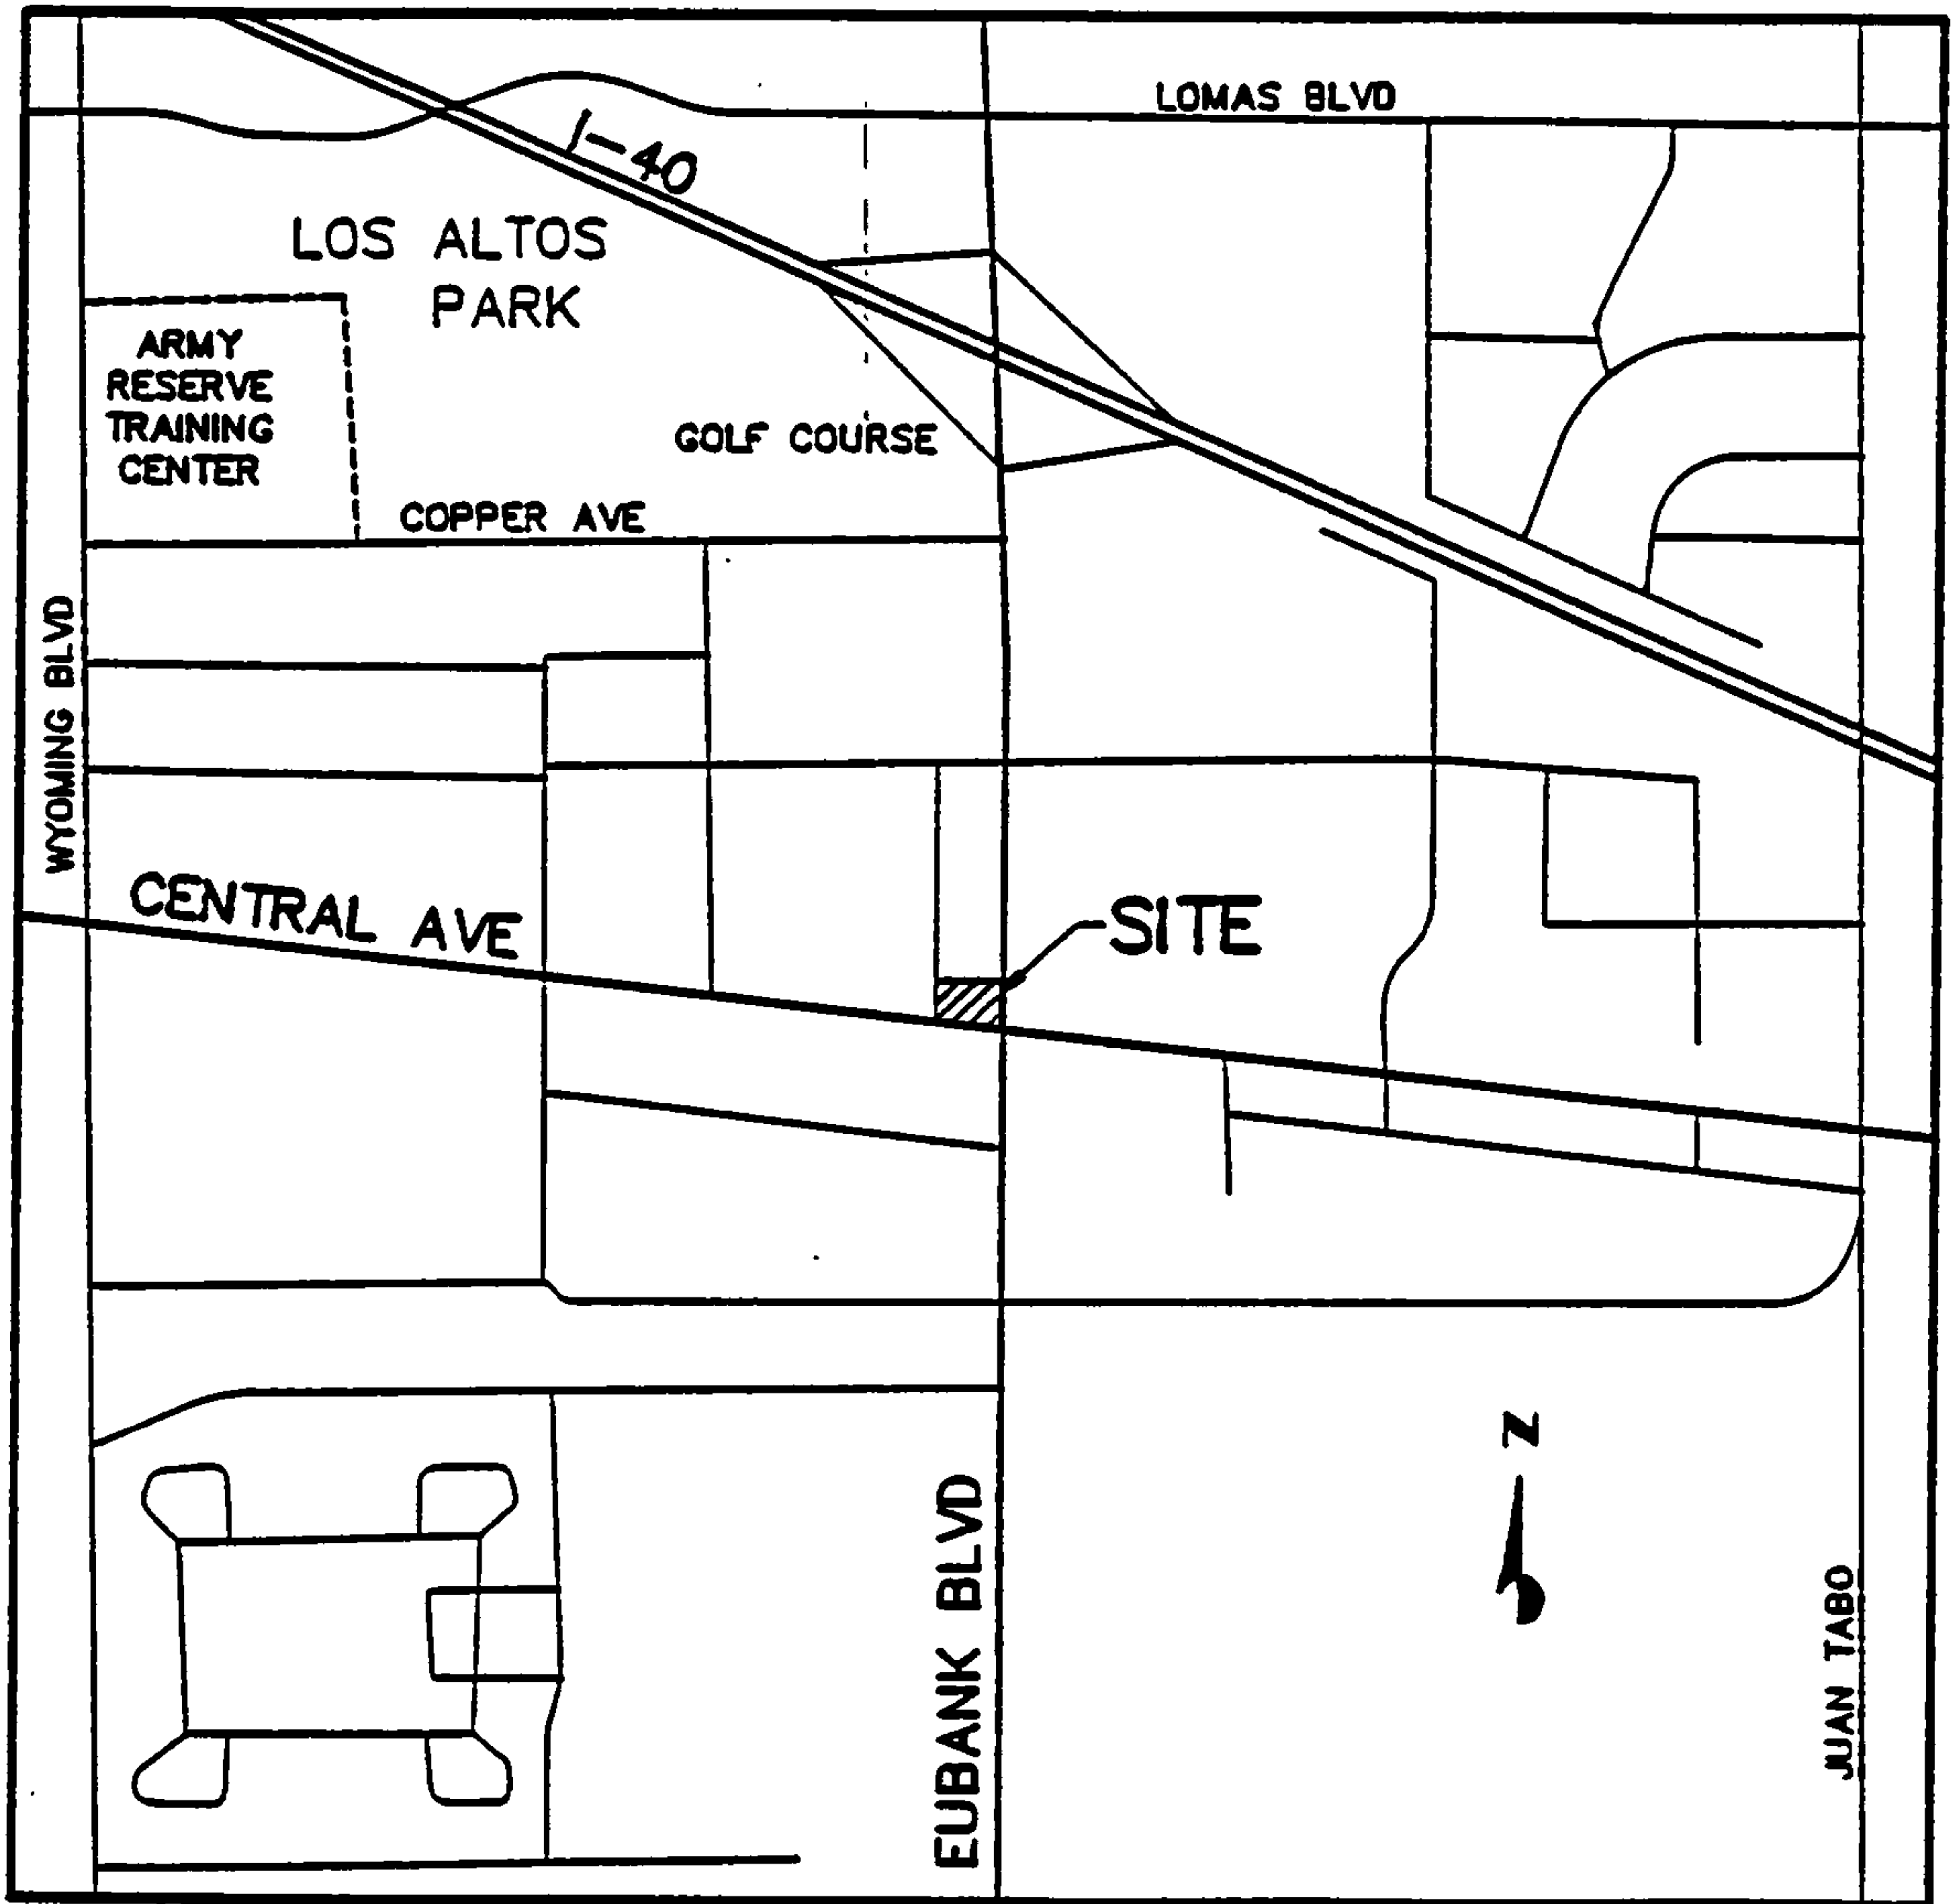 LOMAS BLVD
I-40
LOS ALTOS
PARK
ARMY
RESERVE
TRAINING
CENTER
GOLF COURSE
COPPER AVE
WYOMING BLVD
CENTRAL AVE
SITE
N
EUBANK BLVD
JUAN TABO